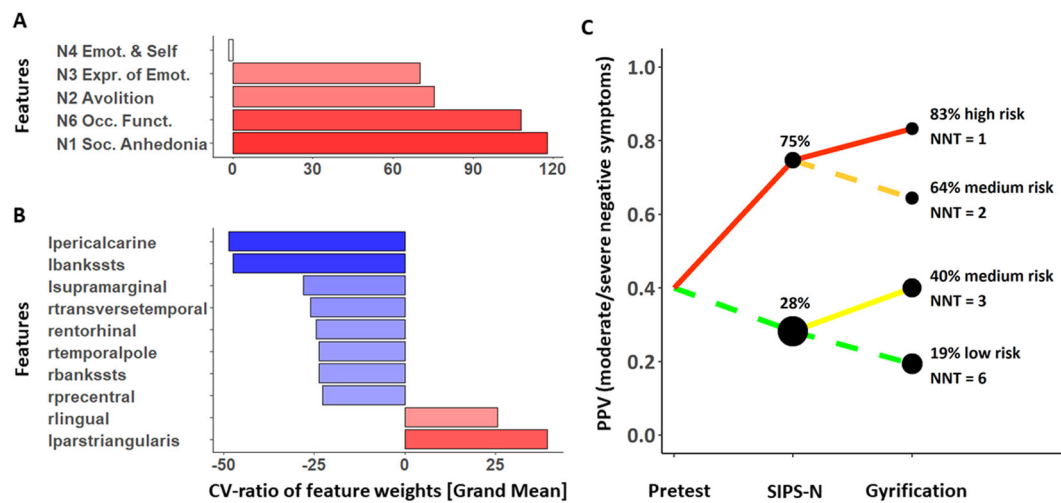 A
Features
N4 Emot. & Self
N3 Expr. of Emot.
N2 Avolition
N6 Occ. Funct.
N1 Soc. Anhedonia
0 30 60 90 120
B
Features
lpericalcarine
lbankssts
lsupramarginal
rtransversetemporal
rentorhinal
rtemporalpole
rbankssts
rprecentral
rlingual
lparstriangularis
-50 -25 0 25
CV-ratio of feature weights [Grand Mean]
C
PPV (moderate/severe negative symptoms)
1.0
0.8
0.6
0.4
0.2
0.0
75%
28%
83% high risk
NNT = 1
64% medium risk
NNT = 2
40% medium risk
NNT = 3
19% low risk
NNT = 6
Pretest SIPS-N Gyrification